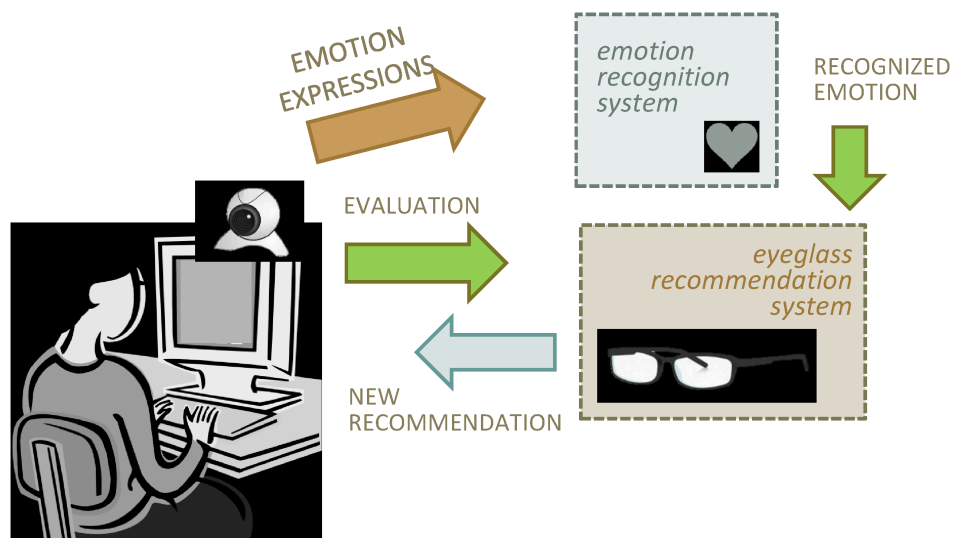 EMOTION
EXPRESSIONS
emotion
recognition
system
RECOGNIZED
EMOTION
EVALUATION
eyeglass
recommendation
system
NEW
RECOMMENDATION